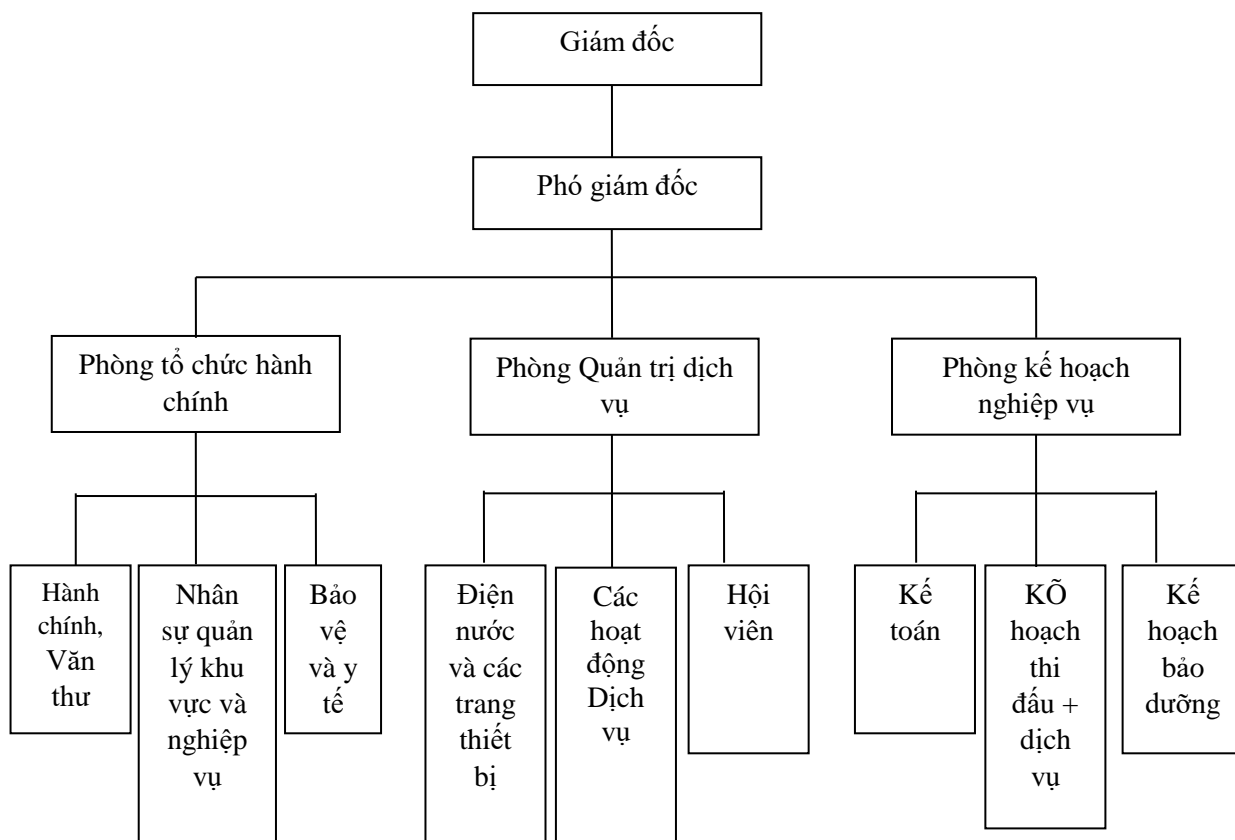 Giám đốc
Phó giám đốc
Phòng tổ chức hành
chính
Phòng Quản trị dịch
vụ
Phòng kế hoạch
nghiệp vụ
Hành
chính,
Văn
thư
Nhân
sự quản
lý khu
vực và
nghiệp
vụ
Bảo
vệ
và y
tế
Điện
nước
và các
trang
thiết
bị
Các
hoạt
động
Dịch
vụ
Hội
viên
Kế
toán
KÕ
hoạch
thi
đấu +
dịch
vụ
Kế
hoạch
bảo
dưỡng